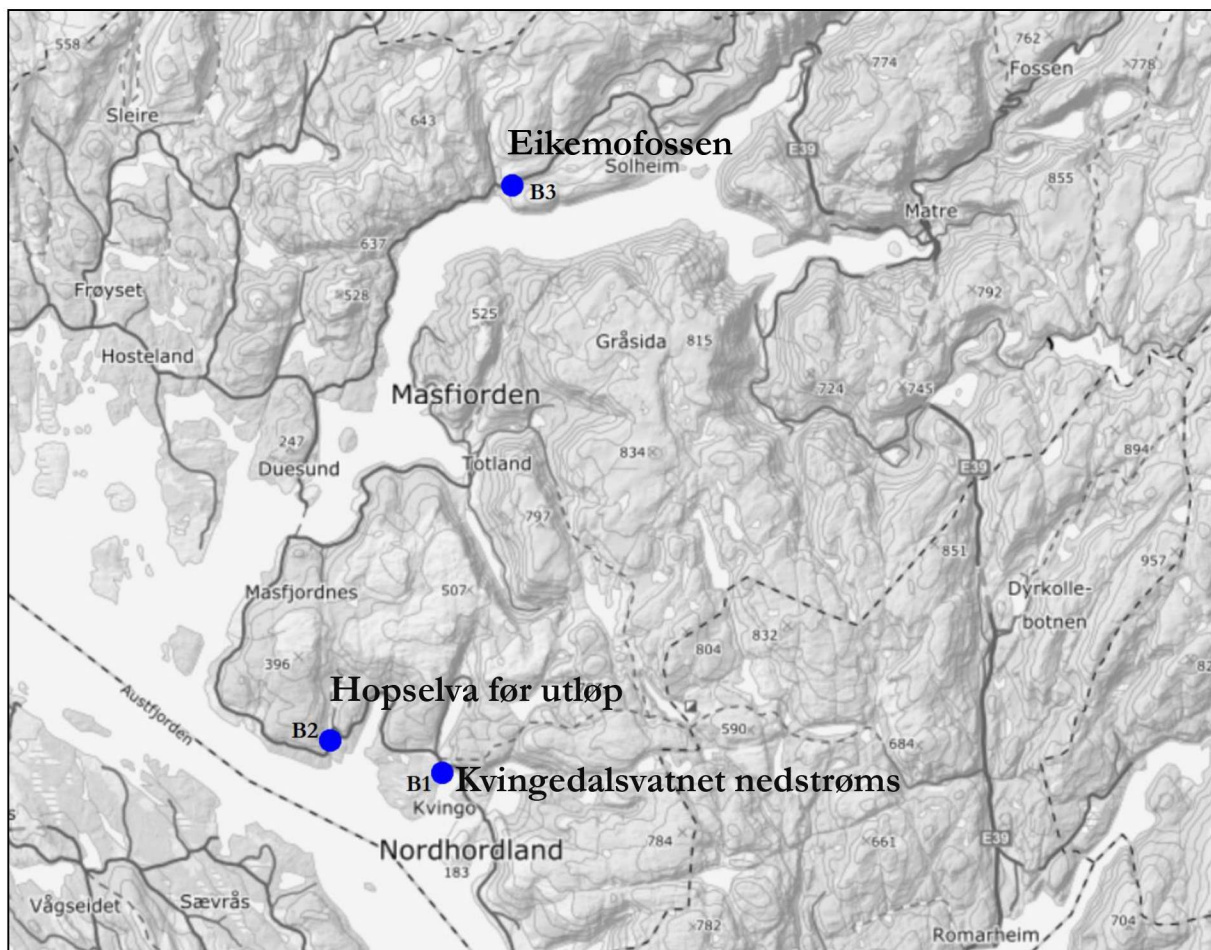 558
762
774
Fossen
778
Sleire
643
Eikemofossen
Solheim
E39
B3
855
Matre
637
Frøyset
528
792
525
Gråsida
815
Hosteland
724
745
Masfjorden
247
Duesund
Totland
834
894
E39
797
851
957
Masfjordnes
507
Dyrkolle-
botnen
832
804
396
82
Hopselva før utløp
Austfjorden
B2
590
684
B1
Kvingedalsvatnet nedstrøms
Kvingo
784
661
E39
Nordhordland
183
s
Vågseidet
Sævrås
782
704
Romarheim